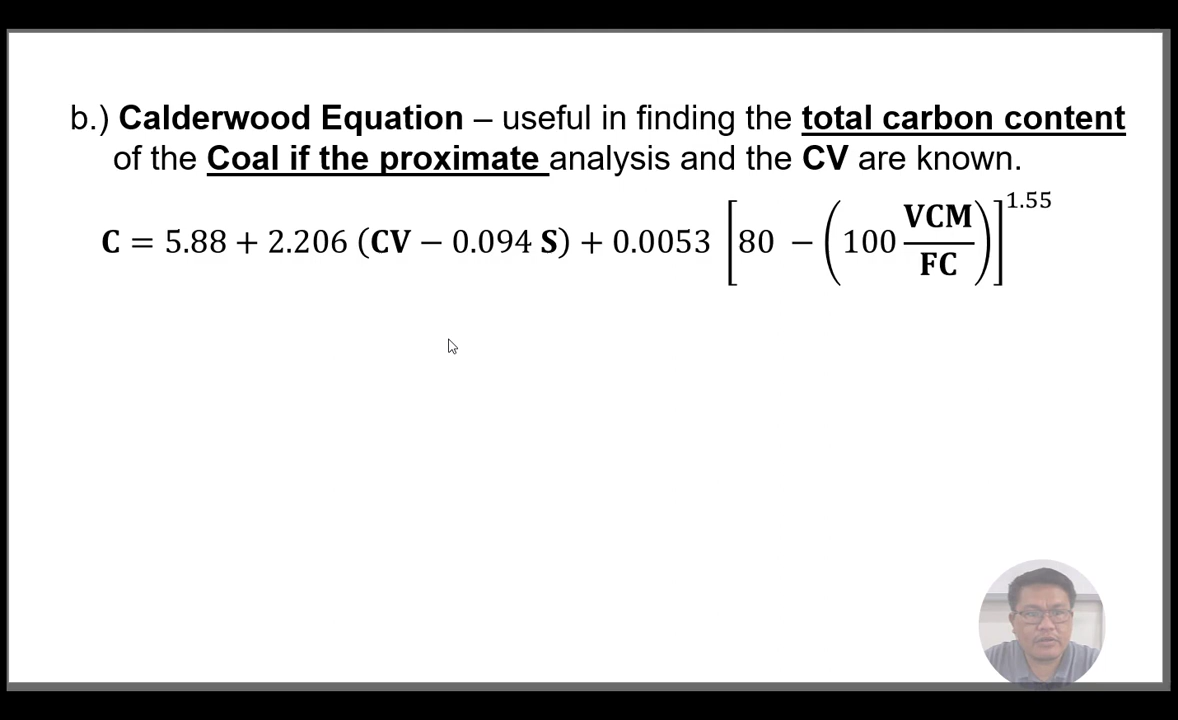 b.) Calderwood Equation – useful in finding the total carbon content
of the Coal if the proximate analysis and the CV are known.
C = 5.88 + 2.206 (CV − 0.094 S) + 0.0053 [80 − (100 VCM/FC)]^1.55